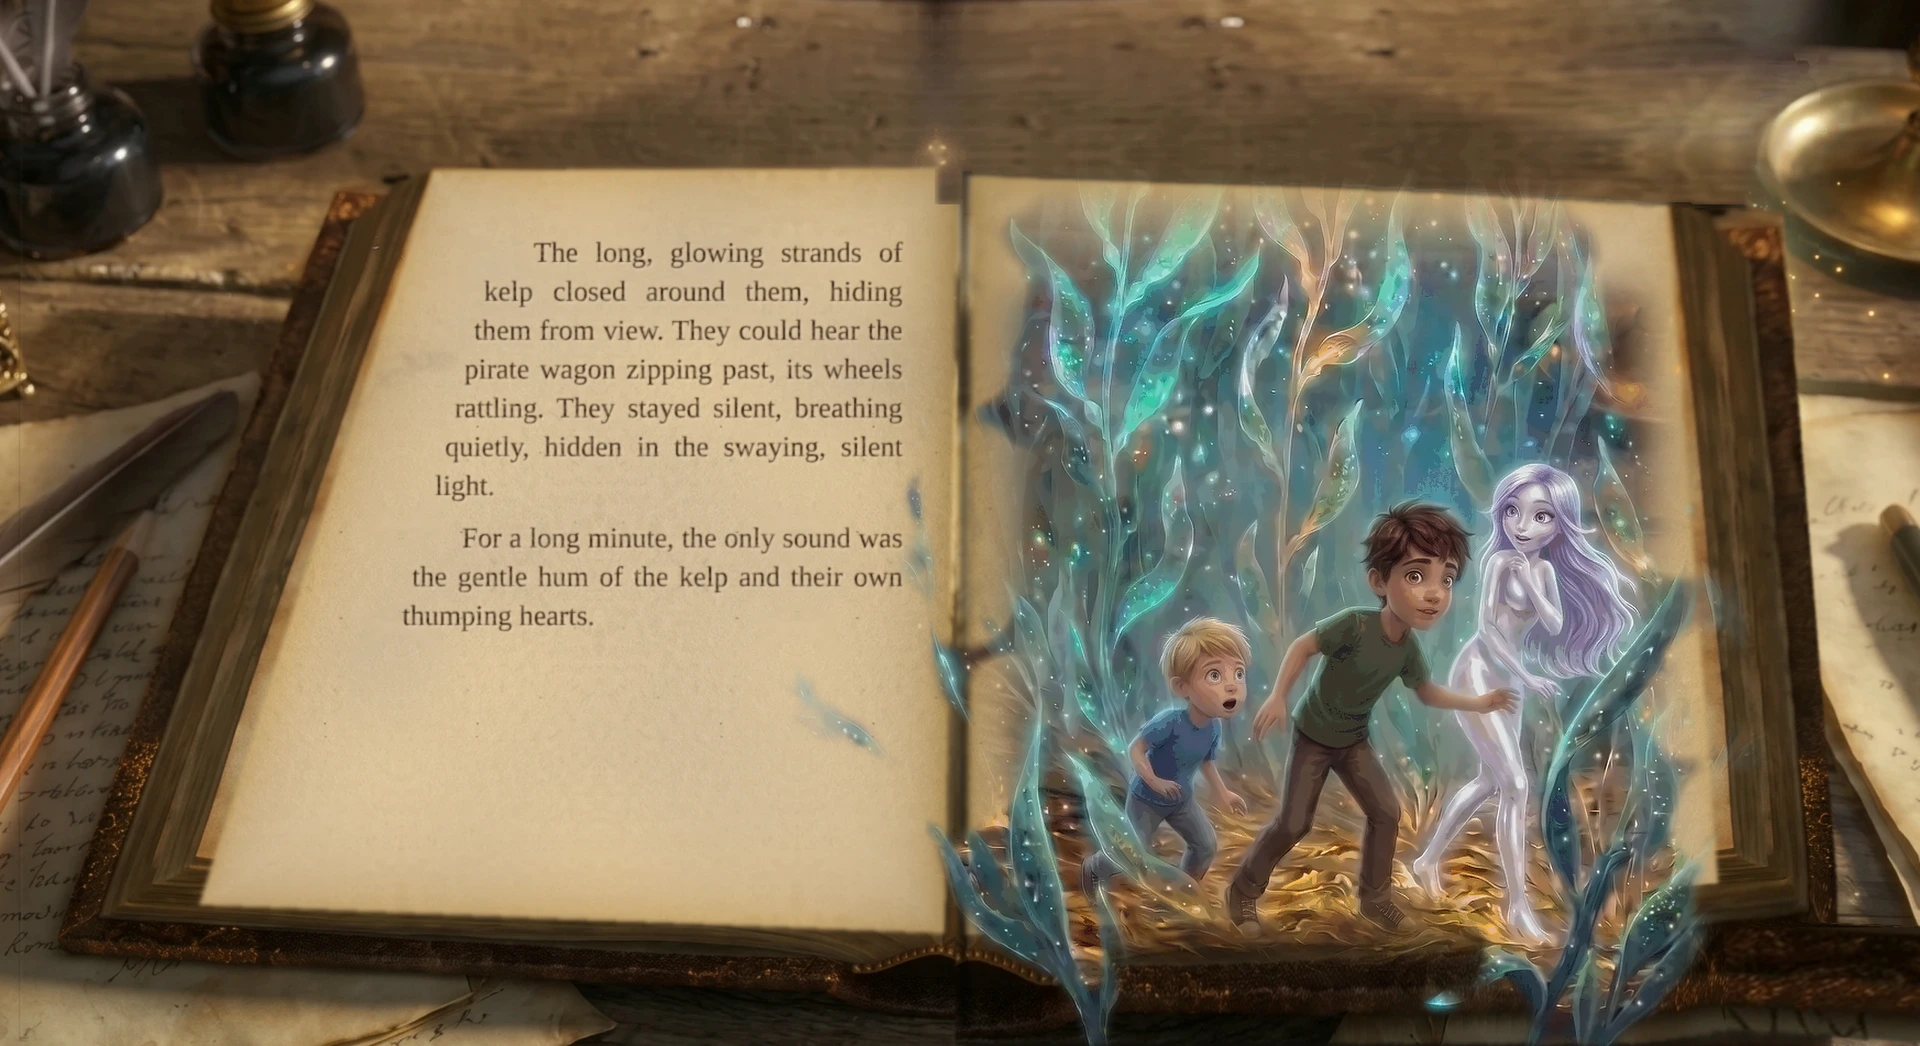 The long, glowing strands of
kelp closed around them, hiding
them from view. They could hear the
pirate wagon zipping past, its wheels
rattling. They stayed silent, breathing
quietly, hidden in the swaying, silent
light.
For a long minute, the only sound was
the gentle hum of the kelp and their own
thumping hearts.